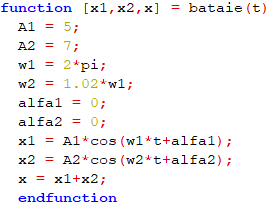 function [x1,x2,x] = bataie(t)
A1 = 5;
A2 = 7;
w1 = 2*pi;
w2 = 1.02*w1;
alfa1 = 0;
alfa2 = 0;
x1 = A1*cos(w1*t+alfa1);
x2 = A2*cos(w2*t+alfa2);
x = x1+x2;
endfunction